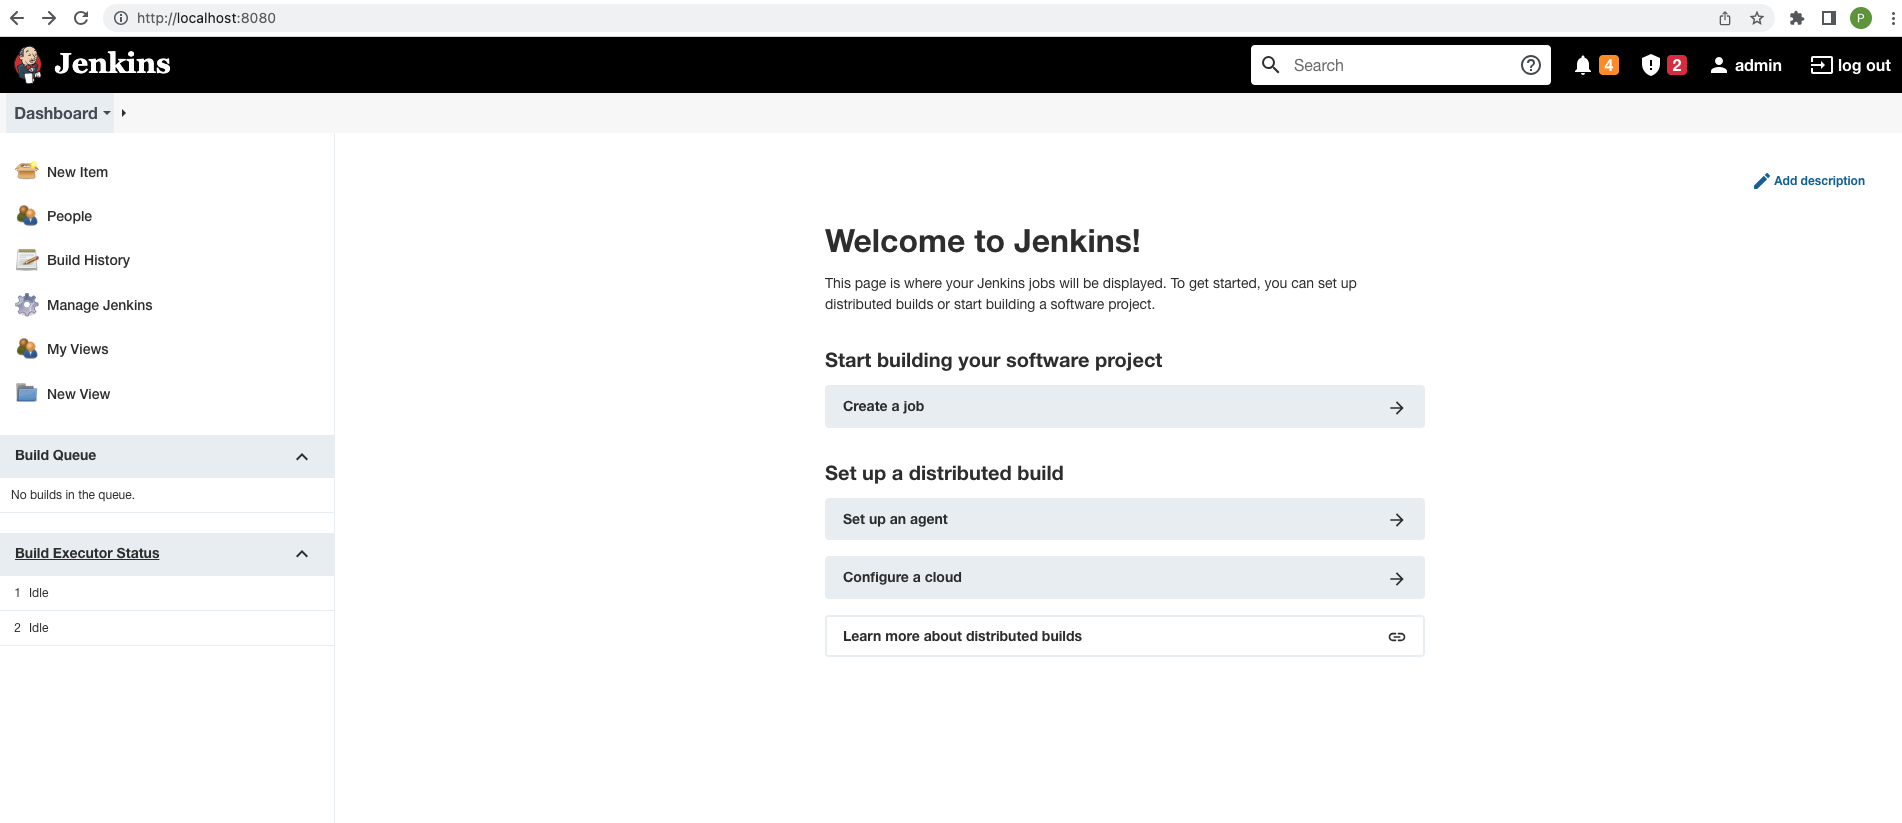 http://localhost:8080
P
Jenkins
Search
4
2
admin
log out
Dashboard
New Item
People
Build History
Manage Jenkins
My Views
New View
Build Queue
No builds in the queue.
Build Executor Status
1 Idle
2 Idle
Add description
Welcome to Jenkins!
This page is where your Jenkins jobs will be displayed. To get started, you can set up
distributed builds or start building a software project.
Start building your software project
Create a job
Set up a distributed build
Set up an agent
Configure a cloud
Learn more about distributed builds